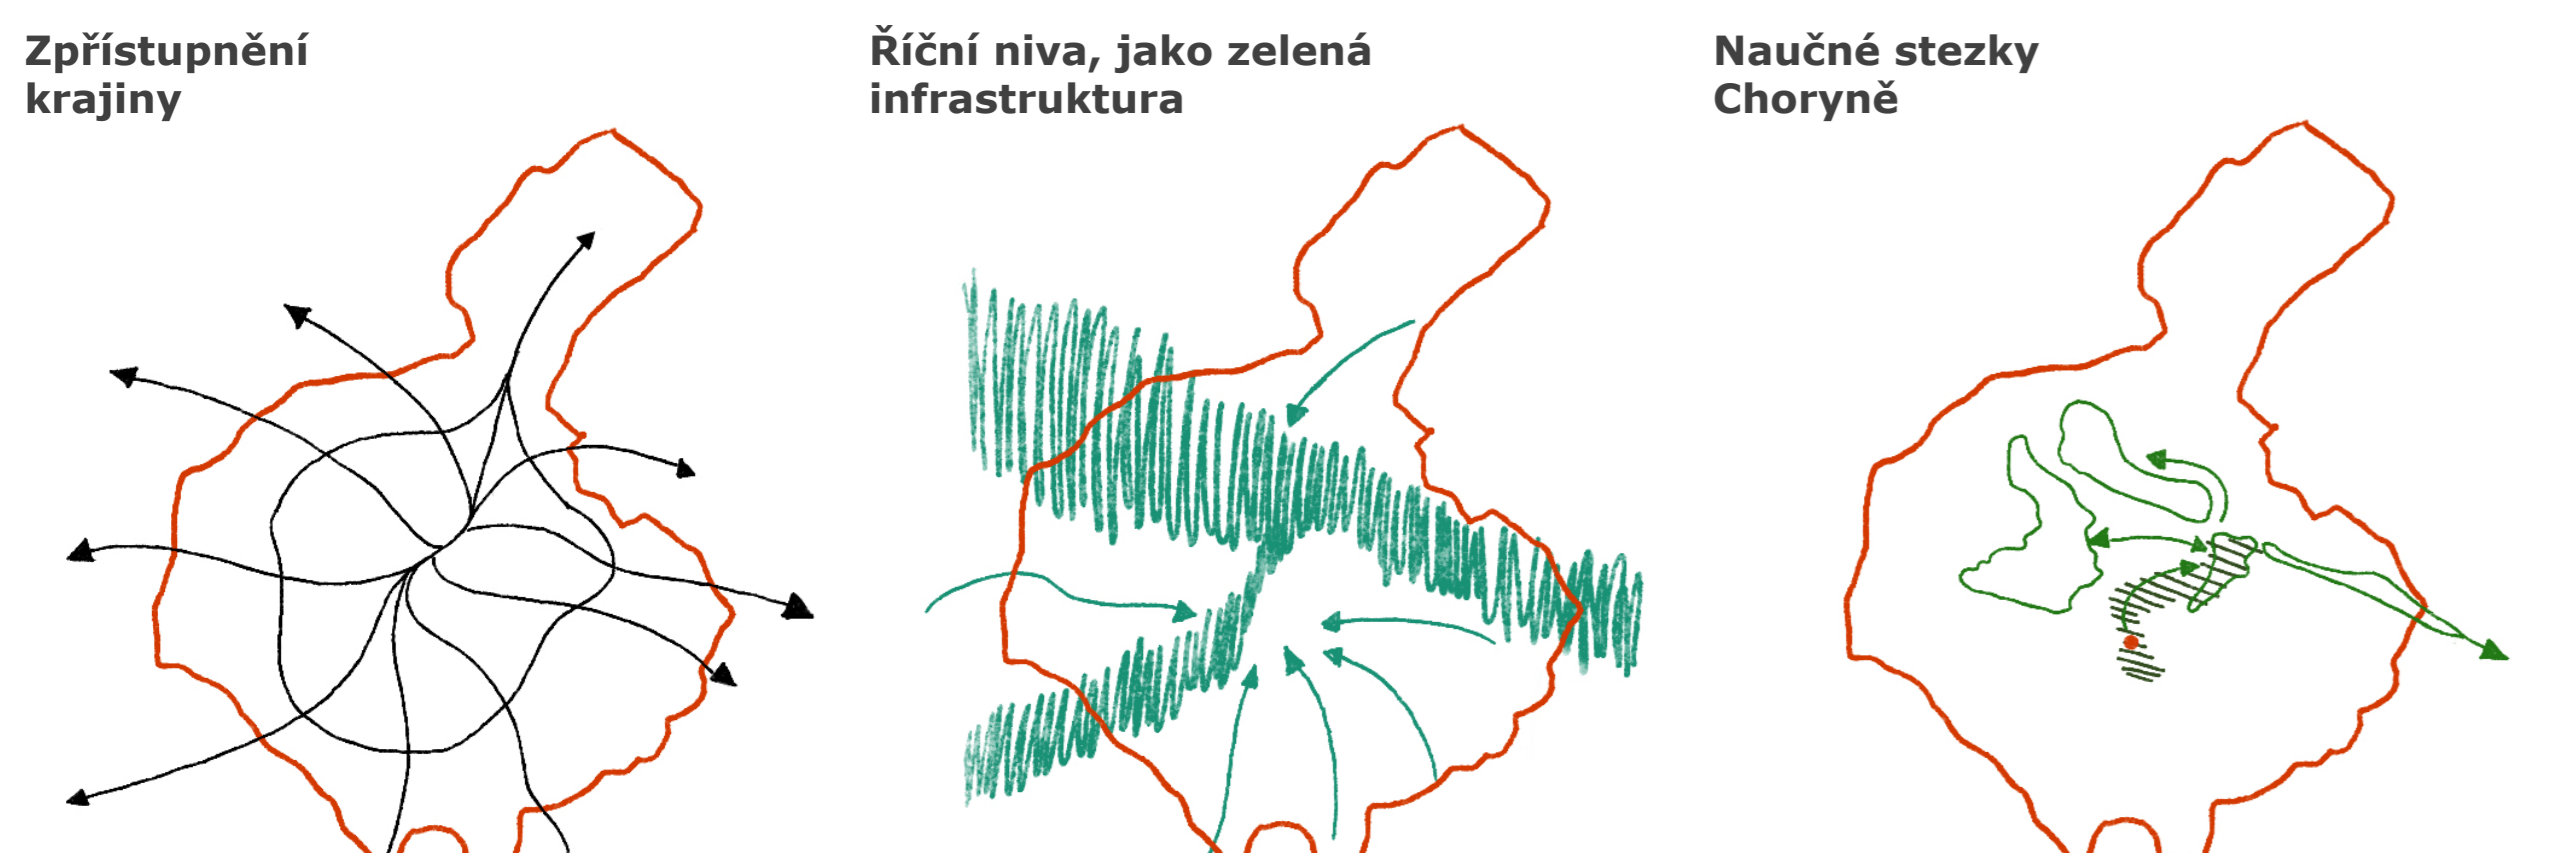 Zpřístupnění
krajiny
Říční niva, jako zelená
infrastruktura
Naučné stezky
Choryně